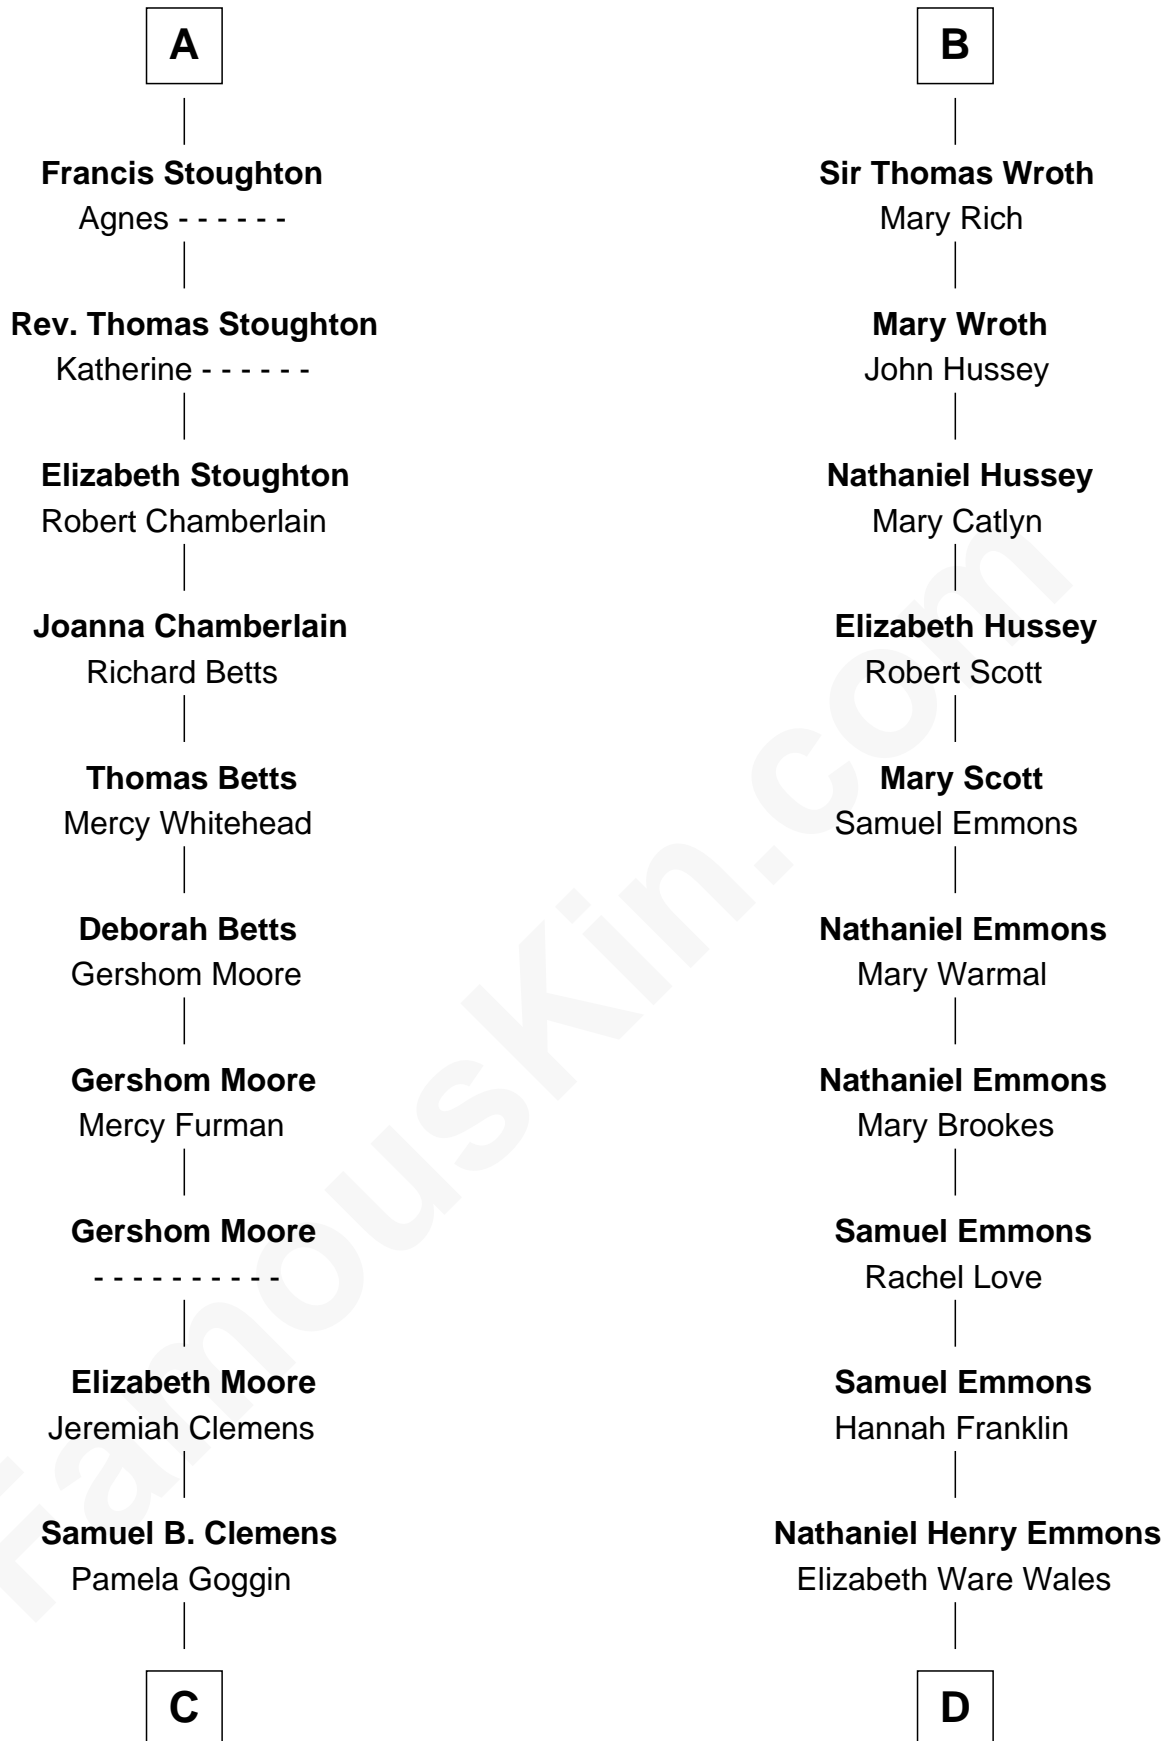 A
Francis Stoughton
Agnes - - - - - -
Rev. Thomas Stoughton
Katherine - - - - - -
Elizabeth Stoughton
Robert Chamberlain
Joanna Chamberlain
Richard Betts
Thomas Betts
Mercy Whitehead
Deborah Betts
Gershom Moore
Gershom Moore
Mercy Furman
Gershom Moore
- - - - - - - - - -
Elizabeth Moore
Jeremiah Clemens
Samuel B. Clemens
Pamela Goggin
C
B
Sir Thomas Wroth
Mary Rich
Mary Wroth
John Hussey
Nathaniel Hussey
Mary Catlyn
Elizabeth Hussey
Robert Scott
Mary Scott
Samuel Emmons
Nathaniel Emmons
Mary Warmal
Nathaniel Emmons
Mary Brookes
Samuel Emmons
Rachel Love
Samuel Emmons
Hannah Franklin
Nathaniel Henry Emmons
Elizabeth Ware Wales
D
FamousKin.com